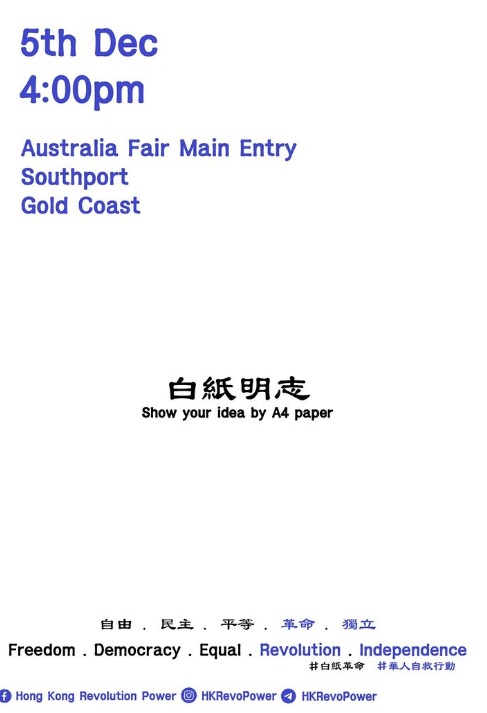 5th Dec
4:00pm
Australia Fair Main Entry
Southport
Gold Coast
白紙明志
Show your idea by A4 paper
自由 . 民主 . 平等 . 革命 . 獨立
Freedom . Democracy . Equal . Revolution . Independence
#白紙革命 #華人自救行動
Hong Kong Revolution Power HKRevoPower HKRevoPower